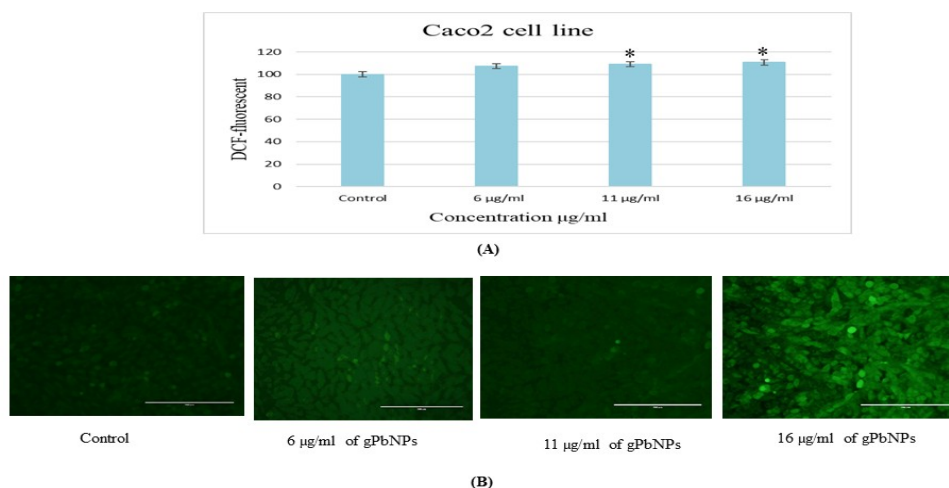 Caco2 cell line
DCF-fluorescent
120
100
80
60
40
20
0
* *
Control 6 µg/ml 11 µg/ml 16 µg/ml
Concentration µg/ml
(A)
Control 6 µg/ml of gPbNPs 11 µg/ml of gPbNPs 16 µg/ml of gPbNPs
(B)